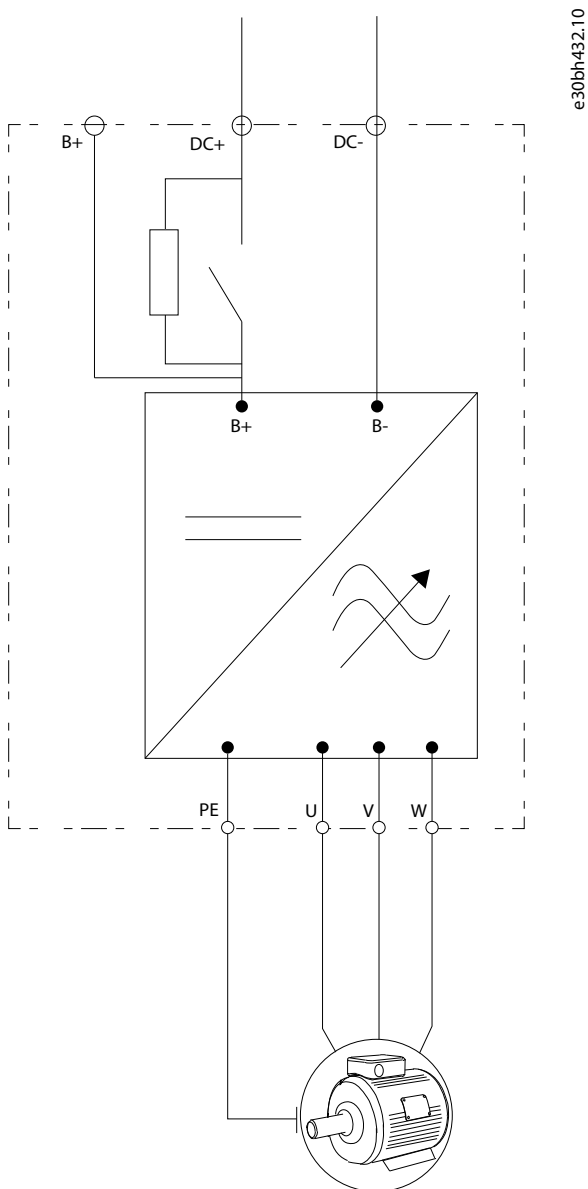 e30bh432.10
B+
DC+
DC-
B+
B-
PE
U
V
W